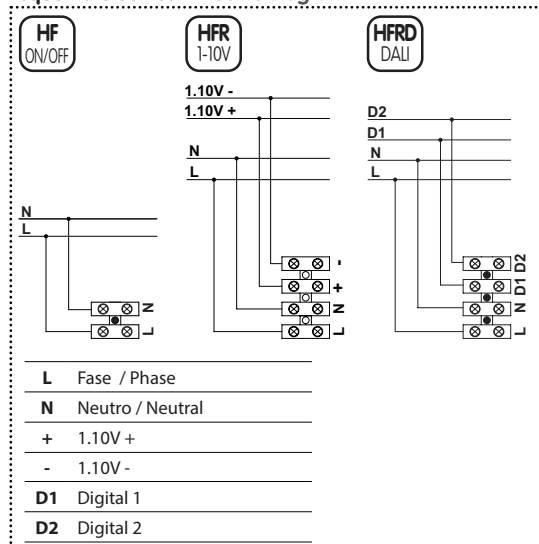 HF
ON/OFF
HFR
1-10V
HFRD
DALI
1.10V -
1.10V +
N
L
D2
D1
N
L
N
L
N
L
-
+
N
L
D2
D1
N
L
L Fase / Phase
N Neutro / Neutral
+ 1.10V +
- 1.10V -
D1 Digital 1
D2 Digital 2